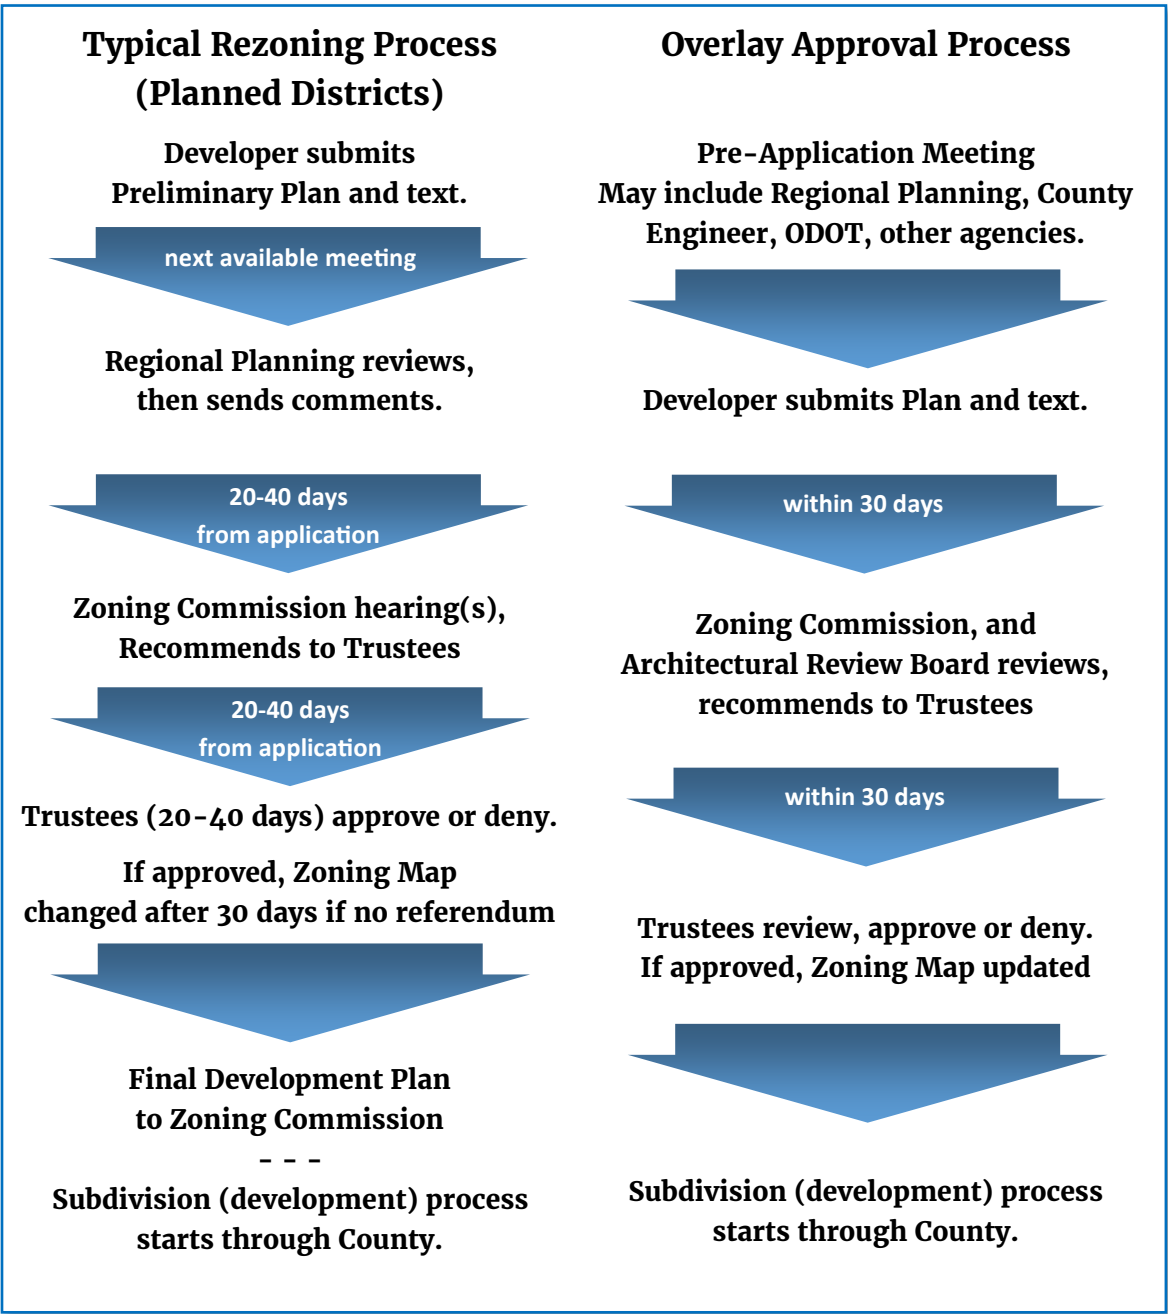 Typical Rezoning Process
(Planned Districts)
Developer submits
Preliminary Plan and text.
next available meeting
Regional Planning reviews,
then sends comments.
20-40 days
from application
Zoning Commission hearing(s),
Recommends to Trustees
20-40 days
from application
Trustees (20-40 days) approve or deny.
If approved, Zoning Map
changed after 30 days if no referendum
Final Development Plan
to Zoning Commission
- - -
Subdivision (development) process
starts through County.
Overlay Approval Process
Pre-Application Meeting
May include Regional Planning, County
Engineer, ODOT, other agencies.
Developer submits Plan and text.
within 30 days
Zoning Commission, and
Architectural Review Board reviews,
recommends to Trustees
within 30 days
Trustees review, approve or deny.
If approved, Zoning Map updated
Subdivision (development) process
starts through County.